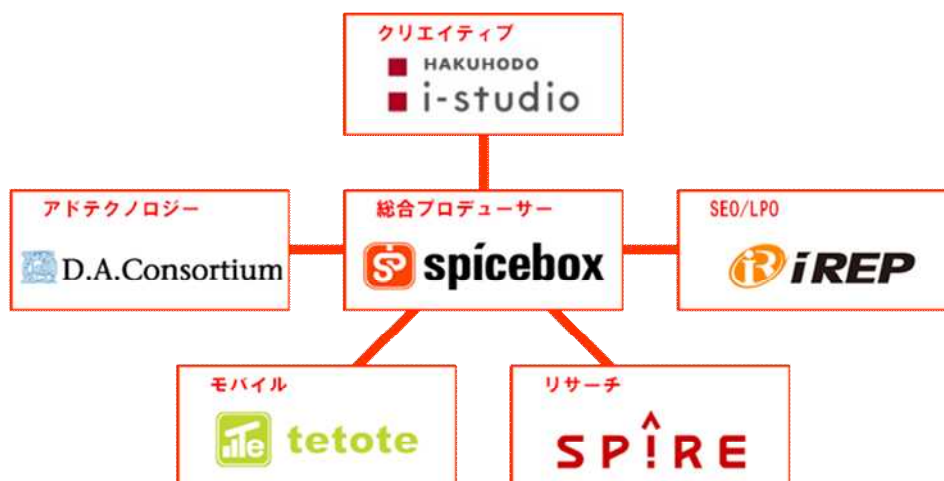 クリエイティブ
HAKUHODO
i-studio
アドテクノロジー
D.A.Consortium
総合プロデューサー
spicebox
SEO/LPO
iREP
モバイル
tetote
リサーチ
SPIRE